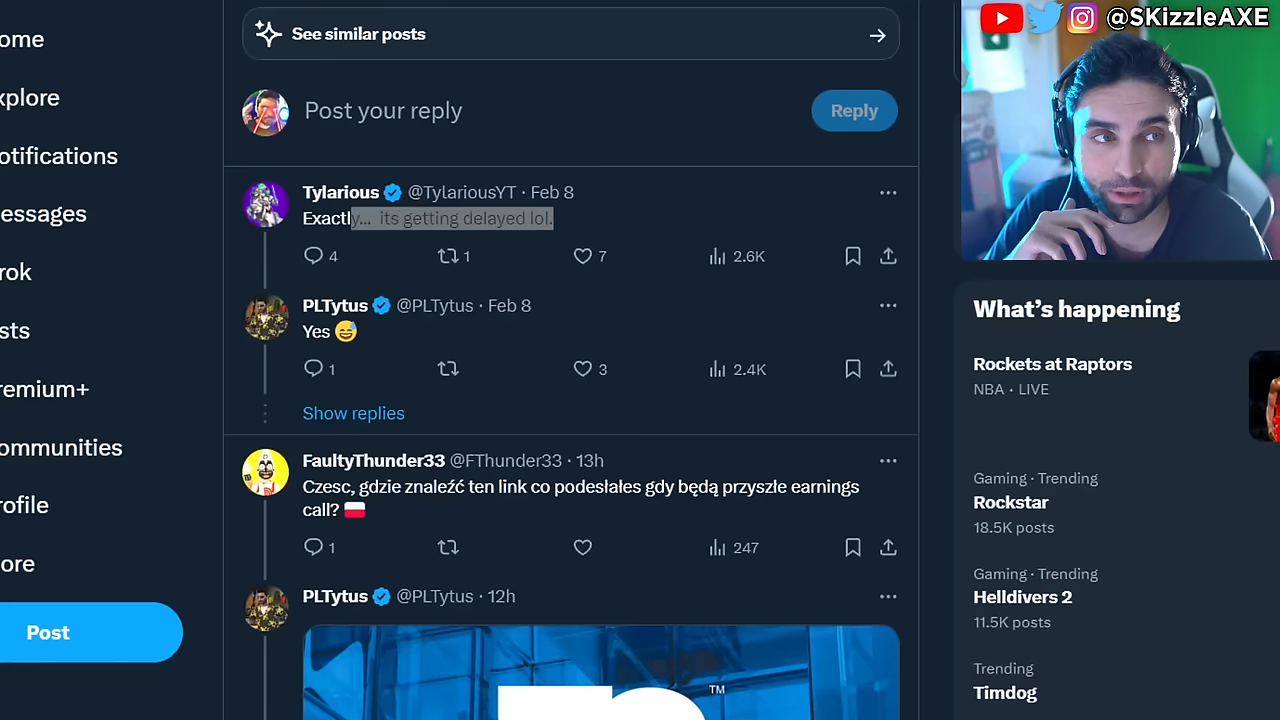 @SKizzleAXE
ome
xplore
otifications
essages
rok
sts
remium+
ommunities
rofile
ore
Post
See similar posts
Post your reply
Reply
Tylarious @TylariousYT · Feb 8
Exactly... its getting delayed lol.
4 1 7 2.6K
PLTytus @PLTytus · Feb 8
Yes 😅
1 3 2.4K
Show replies
FaultyThunder33 @FThunder33 · 13h
Czesc, gdzie znaleźć ten link co podesłałes gdy będą przyszłe earnings
call? 🇵🇱
1 247
PLTytus @PLTytus · 12h
TM
What's happening
Rockets at Raptors
NBA · LIVE
Gaming · Trending
Rockstar
18.5K posts
Gaming · Trending
Helldivers 2
11.5K posts
Trending
Timdog